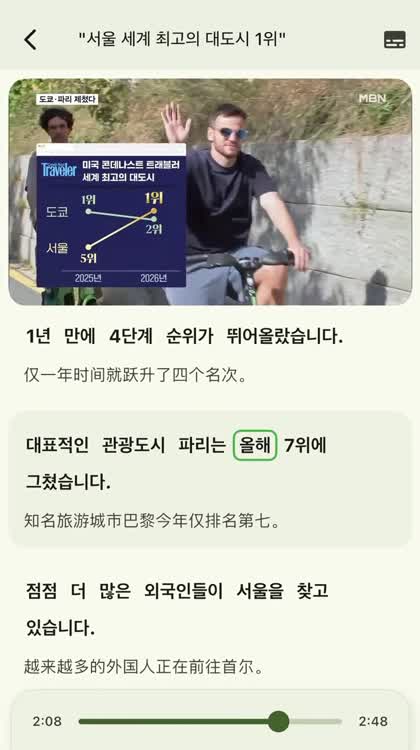 "서울 세계 최고의 대도시 1위"
도쿄·파리 제쳤다
MBN
Traveler
미국 콘데나스트 트래블러
세계 최고의 대도시
도쿄 1위 1위
2위
서울 5위
2025년 2026년
1년 만에 4단계 순위가 뛰어올랐습니다.
仅一年时间就跃升了四个名次。
대표적인 관광도시 파리는 올해 7위에
그쳤습니다.
知名旅游城市巴黎今年仅排名第七。
점점 더 많은 외국인들이 서울을 찾고
있습니다.
越来越多的外国人正在前往首尔。
2:08 2:48